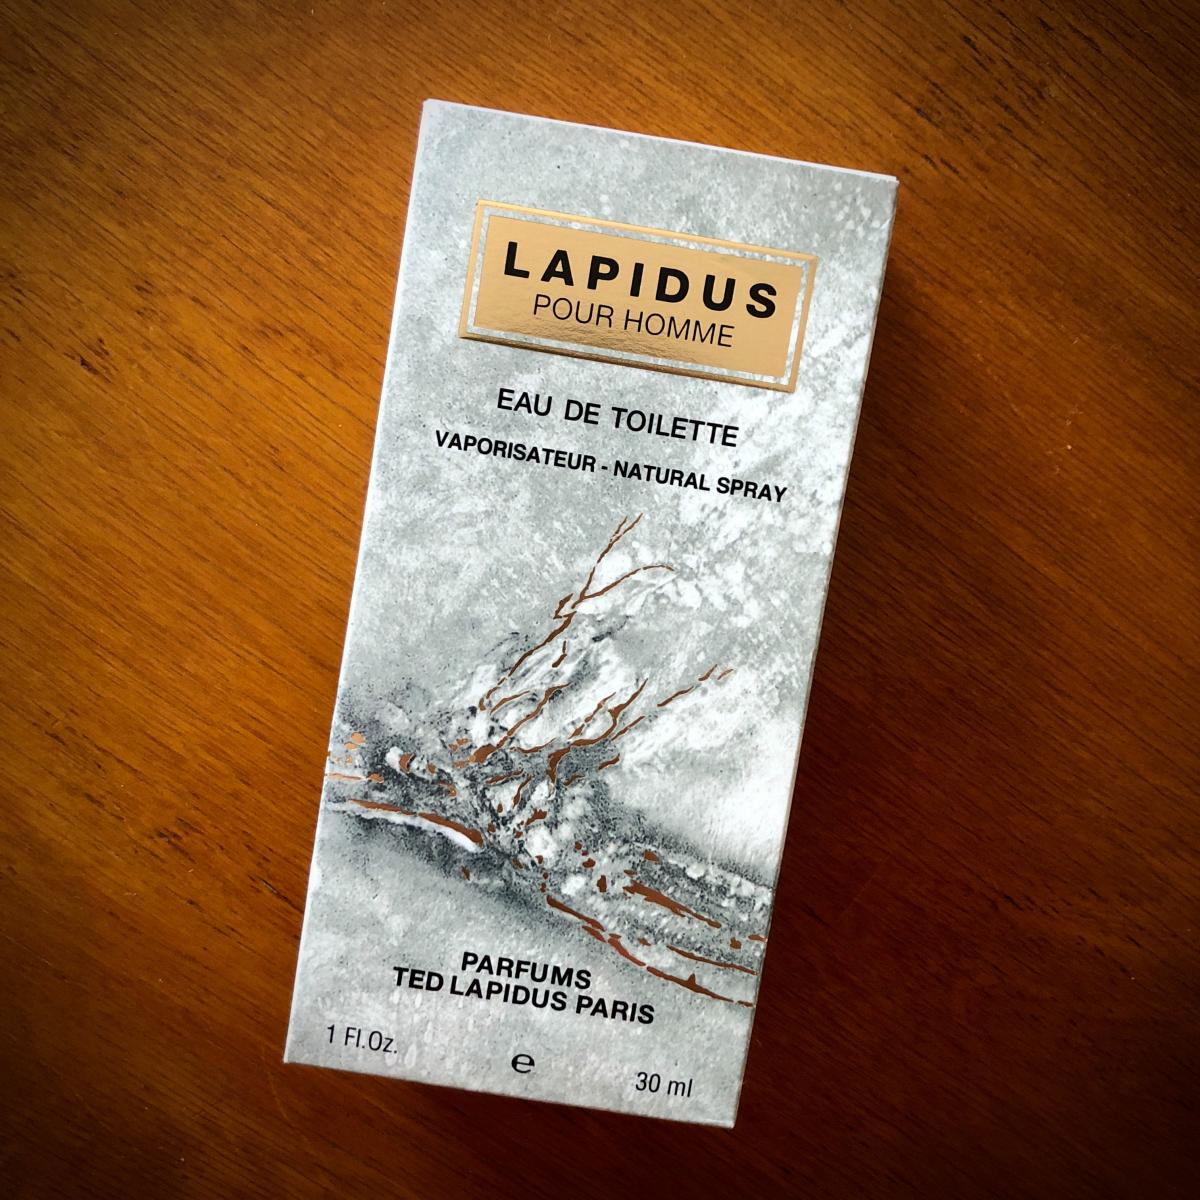 LAPIDUS
POUR HOMME
EAU DE TOILETTE
VAPORISATEUR - NATURAL SPRAY
PARFUMS
TED LAPIDUS PARIS
1 Fl.Oz.
℮
30 ml